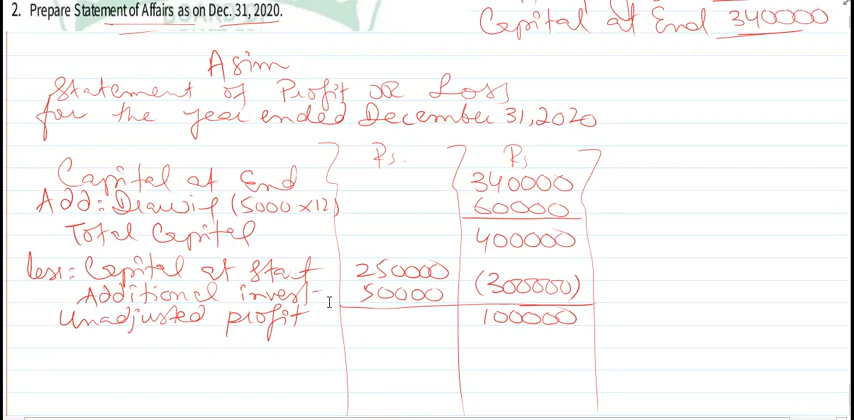 2. Prepare Statement of Affairs as on Dec. 31, 2020.
Capital at End 340000
Asim
Statement of Profit OR Loss
for the year ended December 31, 2020
Rs. Rs
Capital at End 340000
Add: Drawing (5000 × 12) 60000
Total Capital 400000
less: Capital at start 250000
Additional invest- 50000 (300000)
Unadjusted profit 100000